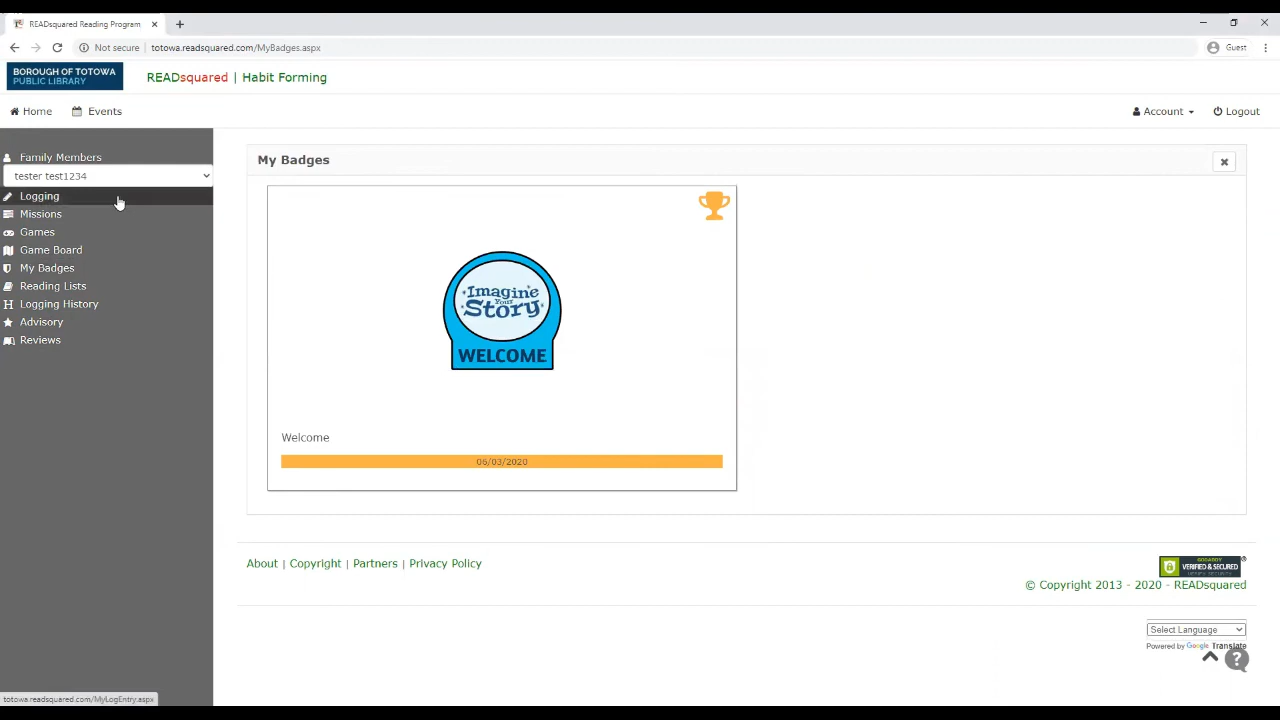 READsquared Reading Program
Guest
Not secure | totowa.readsquared.com/MyBadges.aspx
BOROUGH OF TOTOWA
PUBLIC LIBRARY
READsquared | Habit Forming
Home
Events
Account
Logout
Family Members
tester test1234
Logging
Missions
Games
Game Board
My Badges
Reading Lists
Logging History
Advisory
Reviews
My Badges
Imagine
Your
Story
WELCOME
Welcome
06/03/2020
About | Copyright | Partners | Privacy Policy
GODADDY
VERIFIED & SECURED
© Copyright 2013 - 2020 - READsquared
Select Language
Powered by Google Translate
totowa.readsquared.com/MyLogEntry.aspx